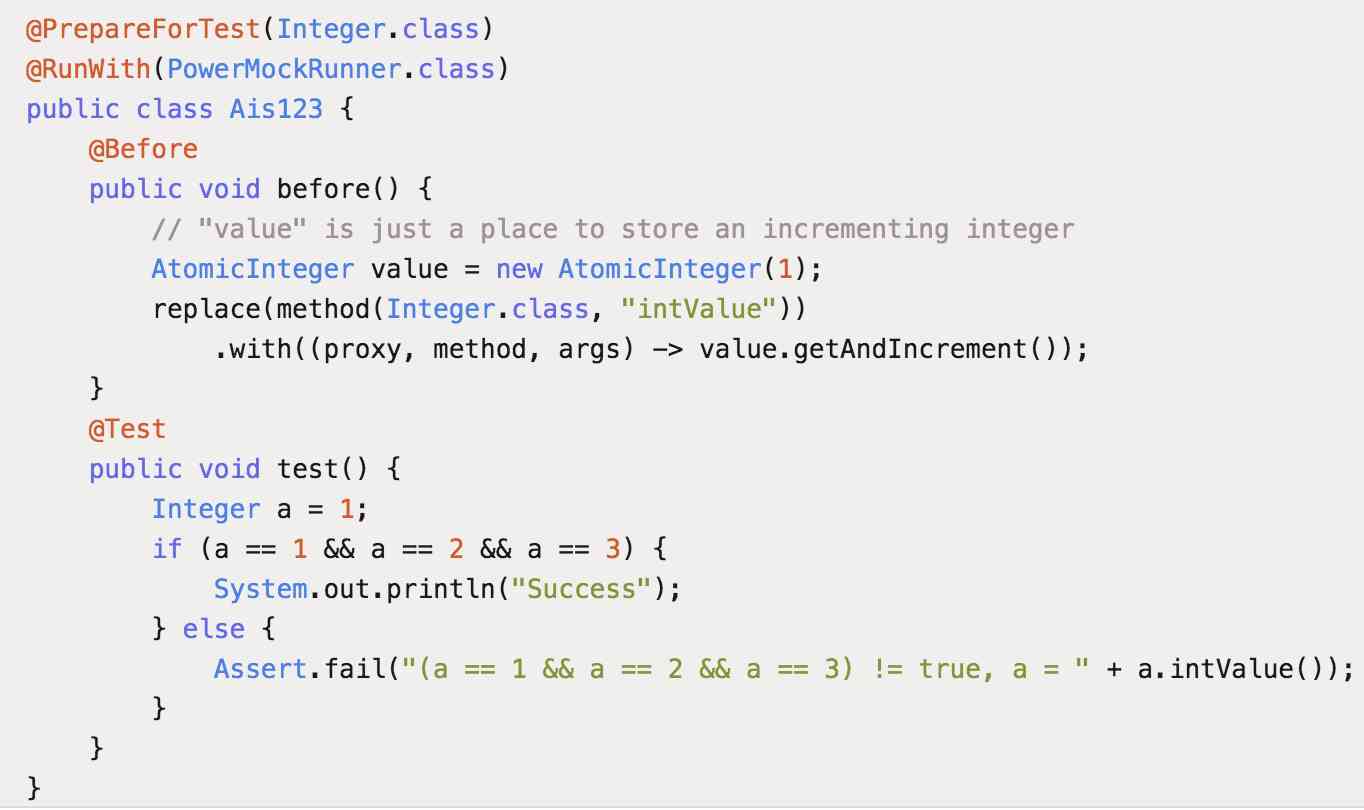 @PrepareForTest(Integer.class)
@RunWith(PowerMockRunner.class)
public class Ais123 {
    @Before
    public void before() {
        // "value" is just a place to store an incrementing integer
        AtomicInteger value = new AtomicInteger(1);
        replace(method(Integer.class, "intValue"))
            .with((proxy, method, args) -> value.getAndIncrement());
    }
    @Test
    public void test() {
        Integer a = 1;
        if (a == 1 && a == 2 && a == 3) {
            System.out.println("Success");
        } else {
            Assert.fail("(a == 1 && a == 2 && a == 3) != true, a = " + a.intValue());
        }
    }
}